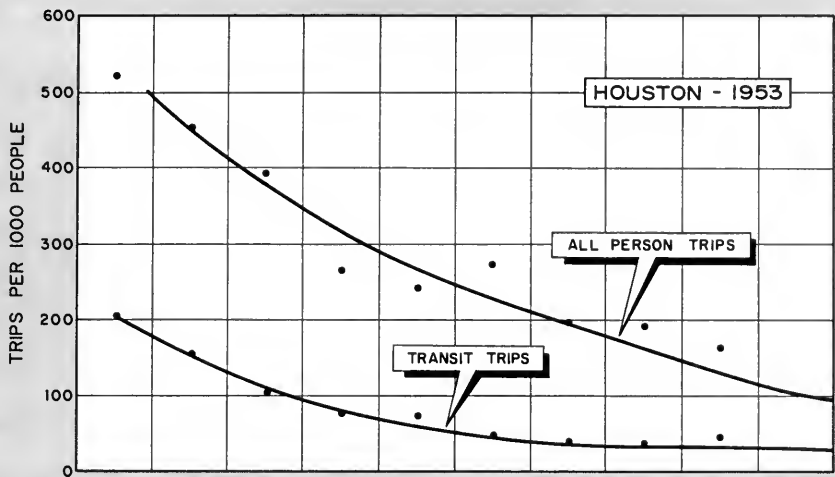 600
500
400
300
200
100
0
TRIPS PER 1000 PEOPLE
HOUSTON - 1953
ALL PERSON TRIPS
TRANSIT TRIPS